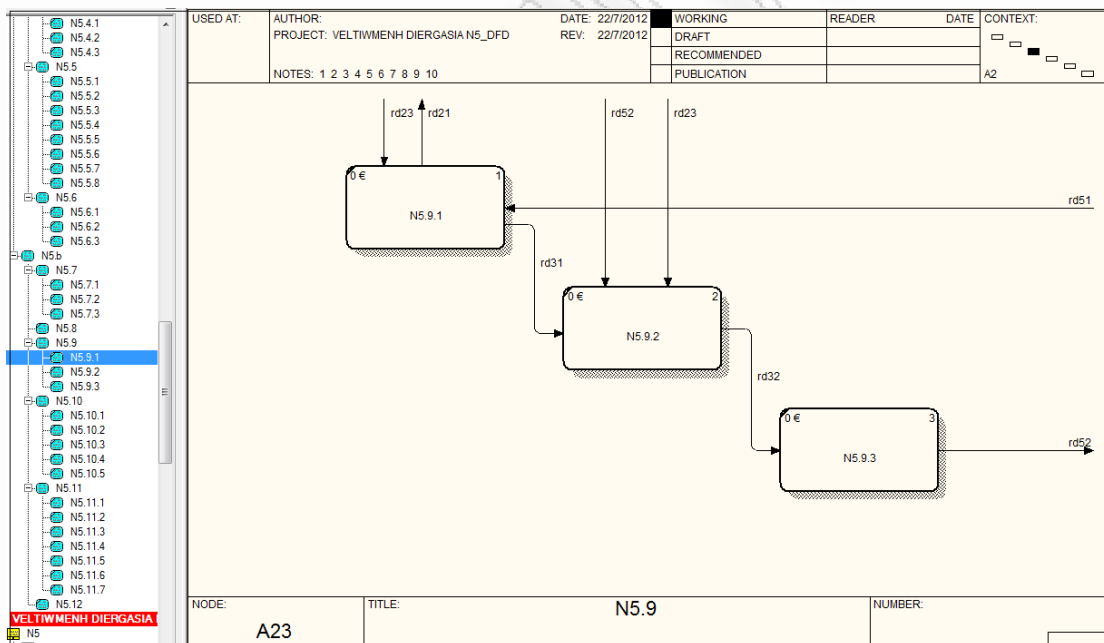 N5.4.1
N5.4.2
N5.4.3
N5.5
N5.5.1
N5.5.2
N5.5.3
N5.5.4
N5.5.5
N5.5.6
N5.5.7
N5.5.8
N5.6
N5.6.1
N5.6.2
N5.6.3
N5.b
N5.7
N5.7.1
N5.7.2
N5.7.3
N5.8
N5.9
N5.9.1
N5.9.2
N5.9.3
N5.10
N5.10.1
N5.10.2
N5.10.3
N5.10.4
N5.10.5
N5.11
N5.11.1
N5.11.2
N5.11.3
N5.11.4
N5.11.5
N5.11.6
N5.11.7
N5.12
VELTIWMENH DIERGASIA
N5
USED AT:
AUTHOR:
DATE: 22/7/2012
PROJECT: VELTIWMENH DIERGASIA N5_DFD
REV: 22/7/2012
NOTES: 1 2 3 4 5 6 7 8 9 10
WORKING
DRAFT
RECOMMENDED
PUBLICATION
READER DATE
CONTEXT:
A2
rd23
rd21
rd52
rd23
0 €
1
N5.9.1
rd51
rd31
0 €
2
N5.9.2
rd32
0 €
3
N5.9.3
rd52
NODE:
A23
TITLE:
N5.9
NUMBER: